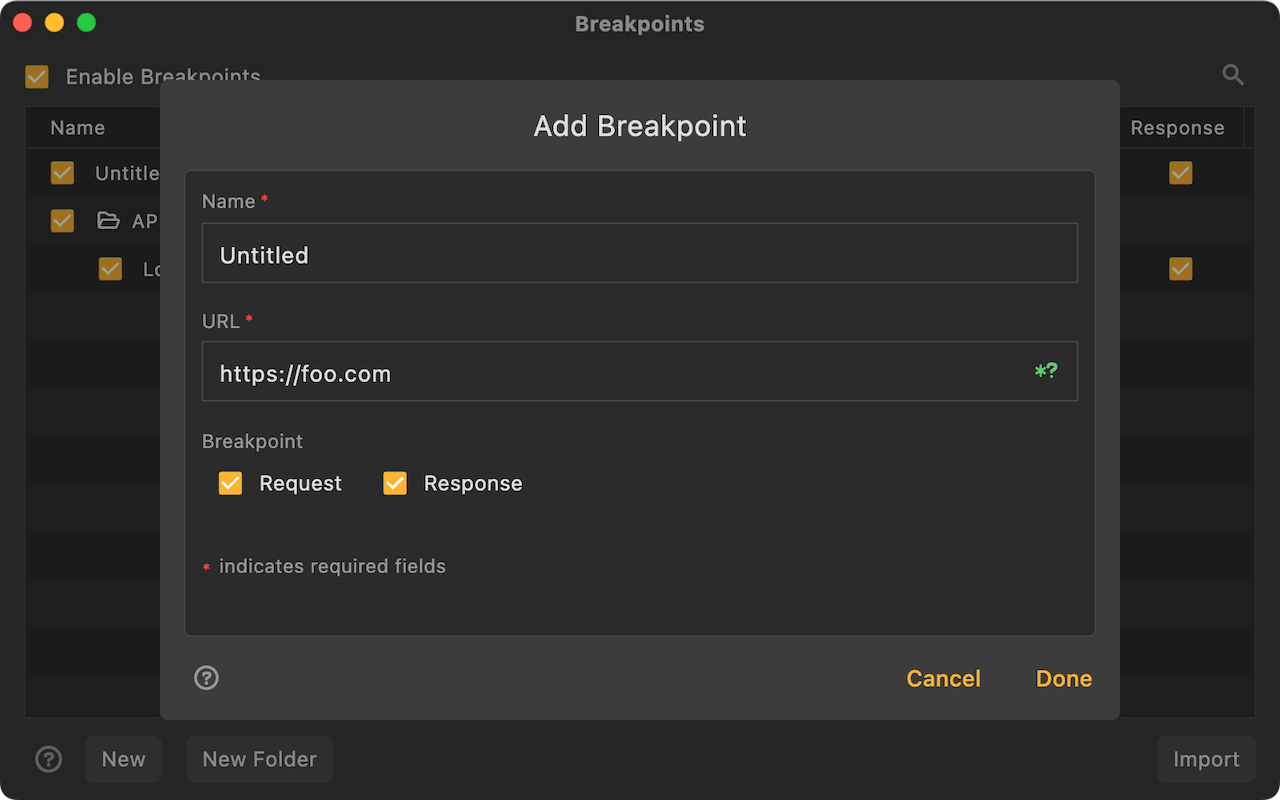 Breakpoints
Enable Breakpoints
Name
Response
Untitle
AP
Lo
Add Breakpoint
Name *
Untitled
URL *
https://foo.com
*?
Breakpoint
Request Response
* indicates required fields
?
Cancel Done
? New New Folder Import